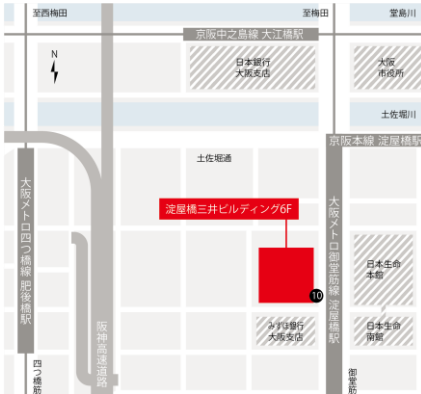 至西梅田
至梅田
堂島川
京阪中之島線 大江橋駅
N
日本銀行
大阪支店
大阪
市役所
土佐堀川
京阪本線 淀屋橋駅
土佐堀通
大阪メトロ四つ橋線 肥後橋駅
淀屋橋三井ビルディング6F
大阪メトロ御堂筋線 淀屋橋駅
日本生命
本館
10
阪神高速道路
みずほ銀行
大阪支店
日本生命
南館
四つ橋筋
御堂筋